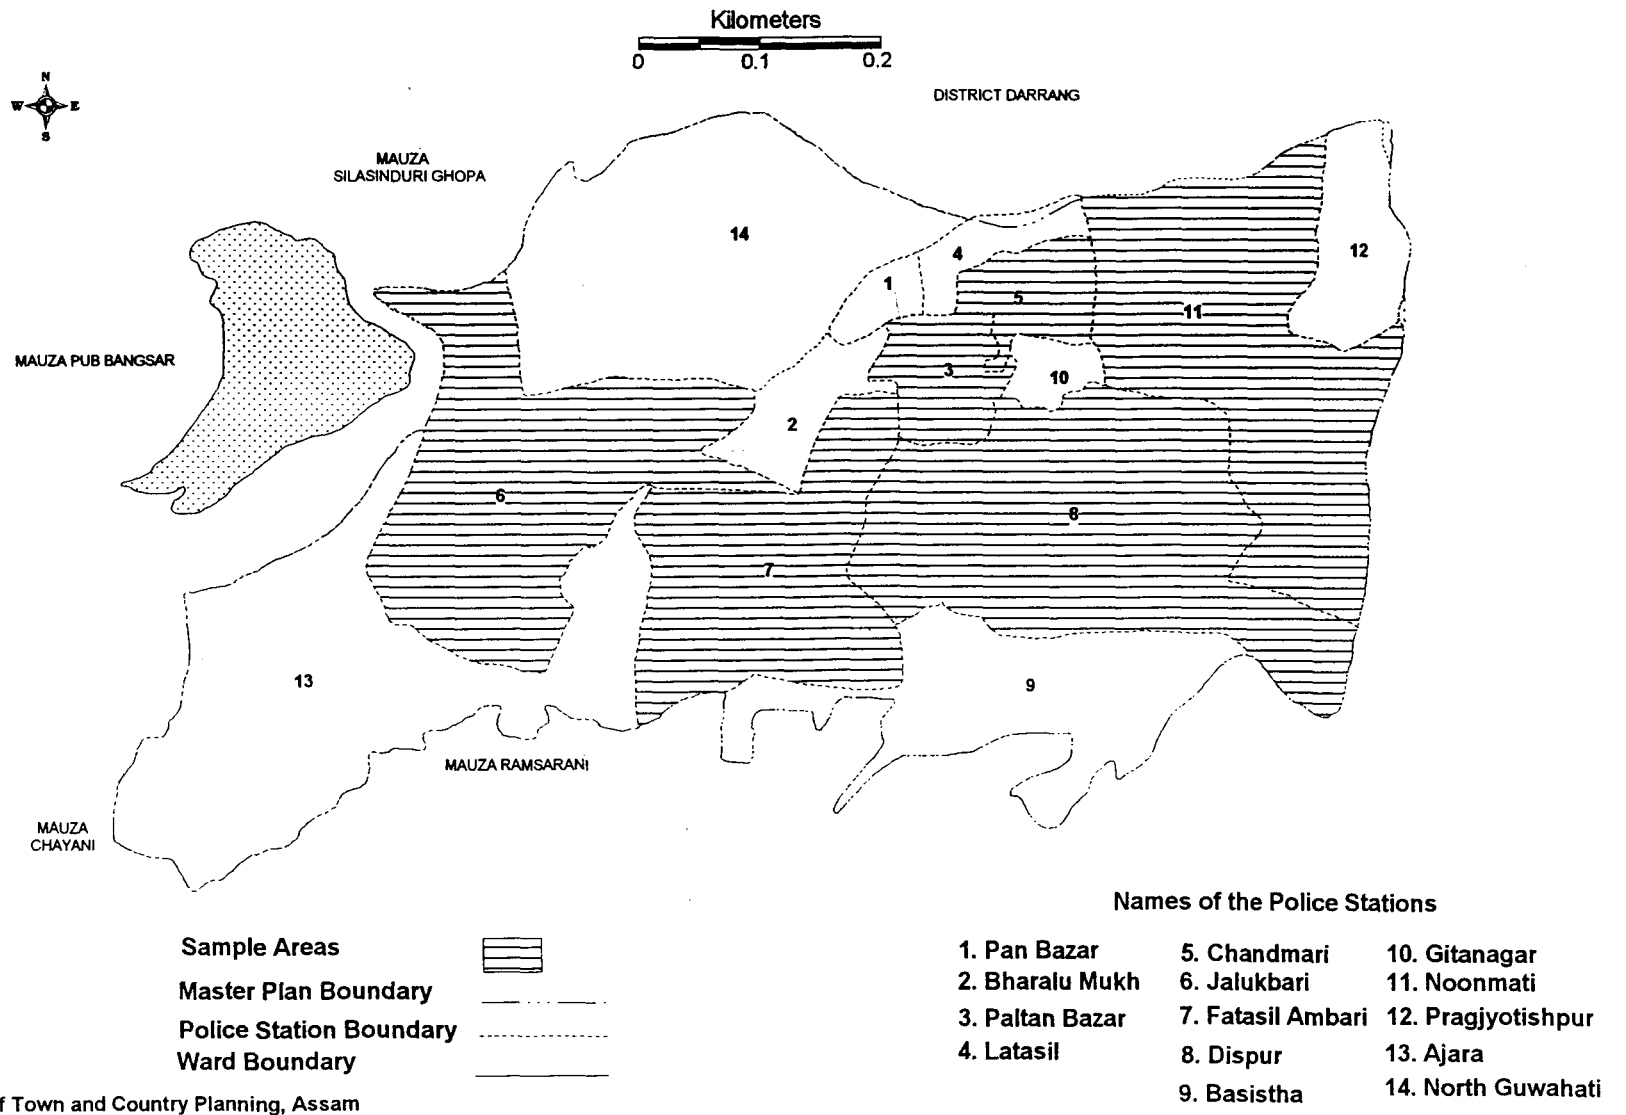 Kilometers
0 0.1 0.2
N
W E
S
DISTRICT DARRANG
MAUZA
SILASINDURI GHOPA
14
4
12
1
5
11
MAUZA PUB BANGSAR
3
10
2
6
8
7
13
9
MAUZA RAMSARANI
MAUZA
CHAYANI
Names of the Police Stations
1. Pan Bazar
2. Bharalu Mukh
3. Paltan Bazar
4. Latasil
5. Chandmari
6. Jalukbari
7. Fatasil Ambari
8. Dispur
9. Basistha
10. Gitanagar
11. Noonmati
12. Pragjyotishpur
13. Ajara
14. North Guwahati
Sample Areas
Master Plan Boundary
Police Station Boundary
Ward Boundary
f Town and Country Planning, Assam